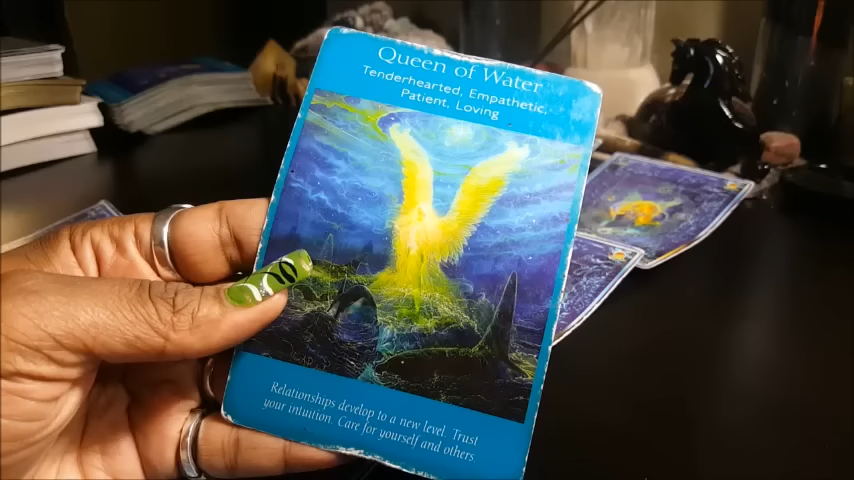 Queen of Water
Tenderhearted, Empathetic,
Patient, Loving
Relationships develop to a new level. Trust
your intuition. Care for yourself and others